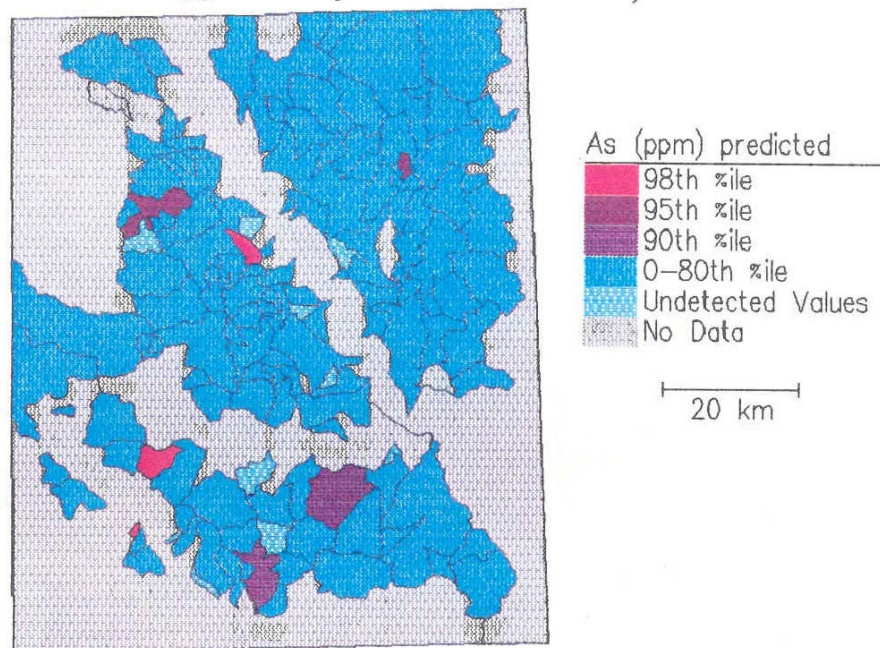 As (ppm) predicted
98th %ile
95th %ile
90th %ile
0-80th %ile
Undetected Values
No Data
20 km